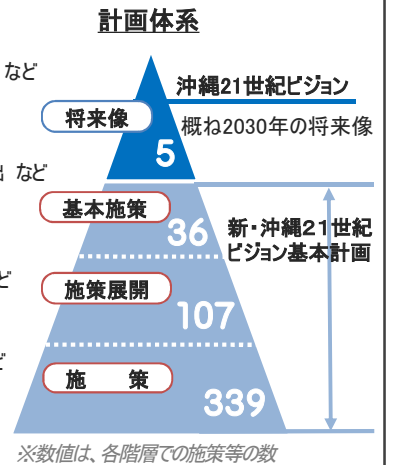 計画体系
など
沖縄21世紀ビジョン
将来像
概ね2030年の将来像
5
など
基本施策
36
新・沖縄21世紀
ビジョン基本計画
施策展開
107
施　策
339
※数値は、各階層での施策等の数